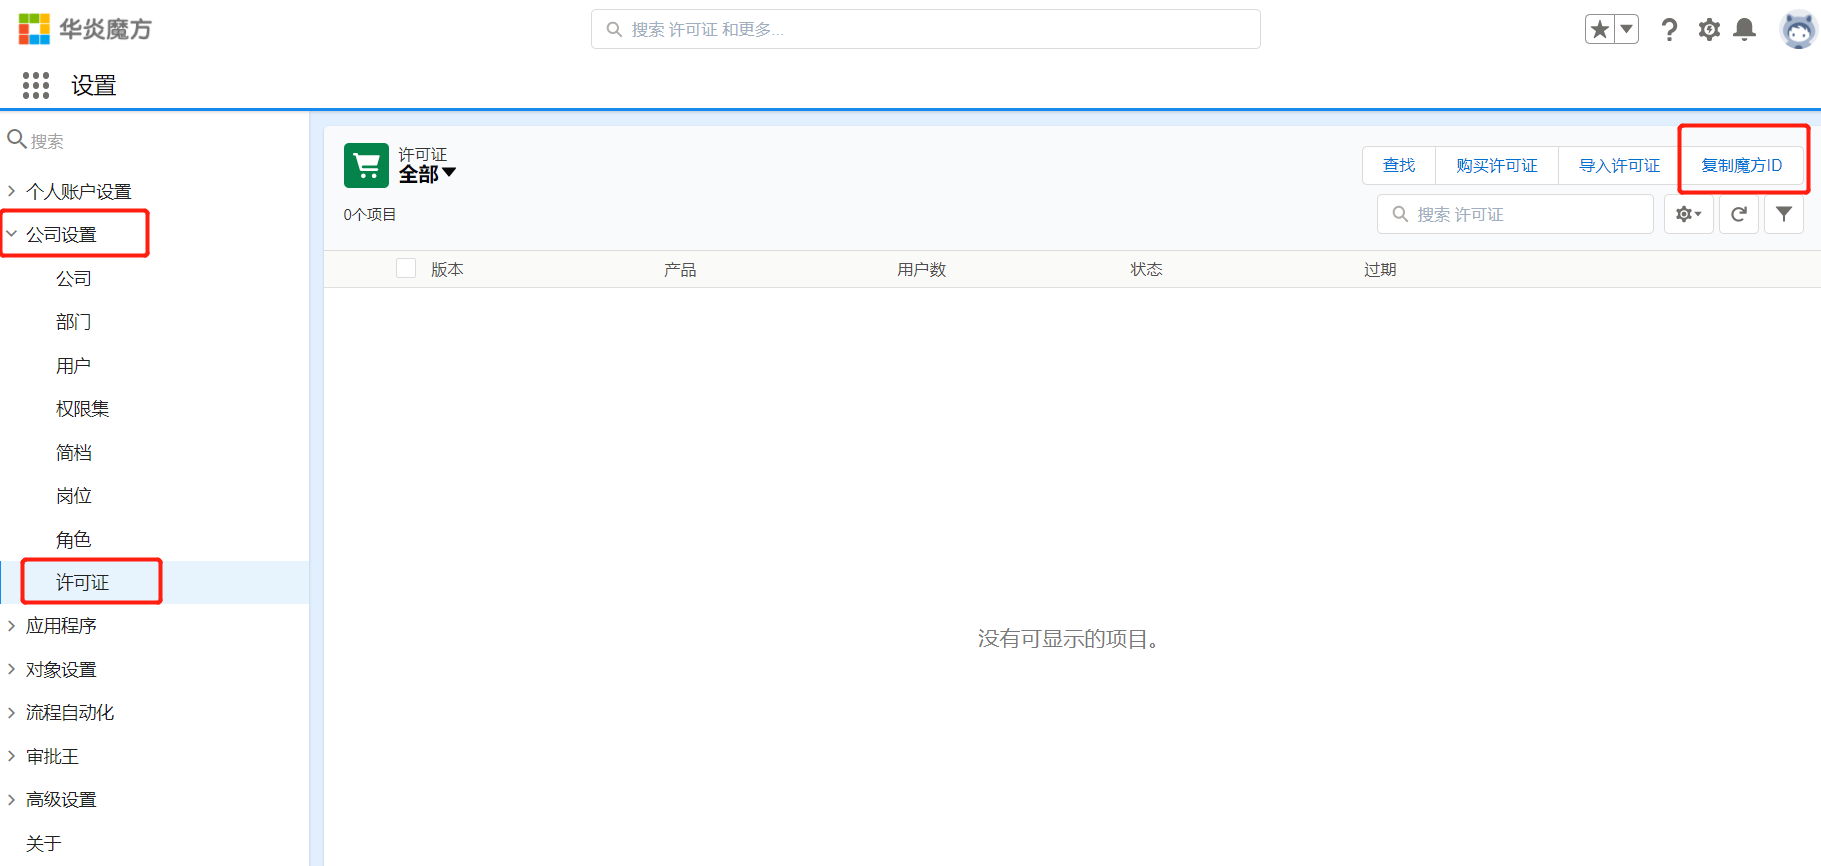 华炎魔方
搜索 许可证 和更多...
设置
搜索
个人账户设置
公司设置
公司
部门
用户
权限集
简档
岗位
角色
许可证
应用程序
对象设置
流程自动化
审批王
高级设置
关于
许可证
全部
0个项目
查找
购买许可证
导入许可证
复制魔方ID
搜索 许可证
版本
产品
用户数
状态
过期
没有可显示的项目。